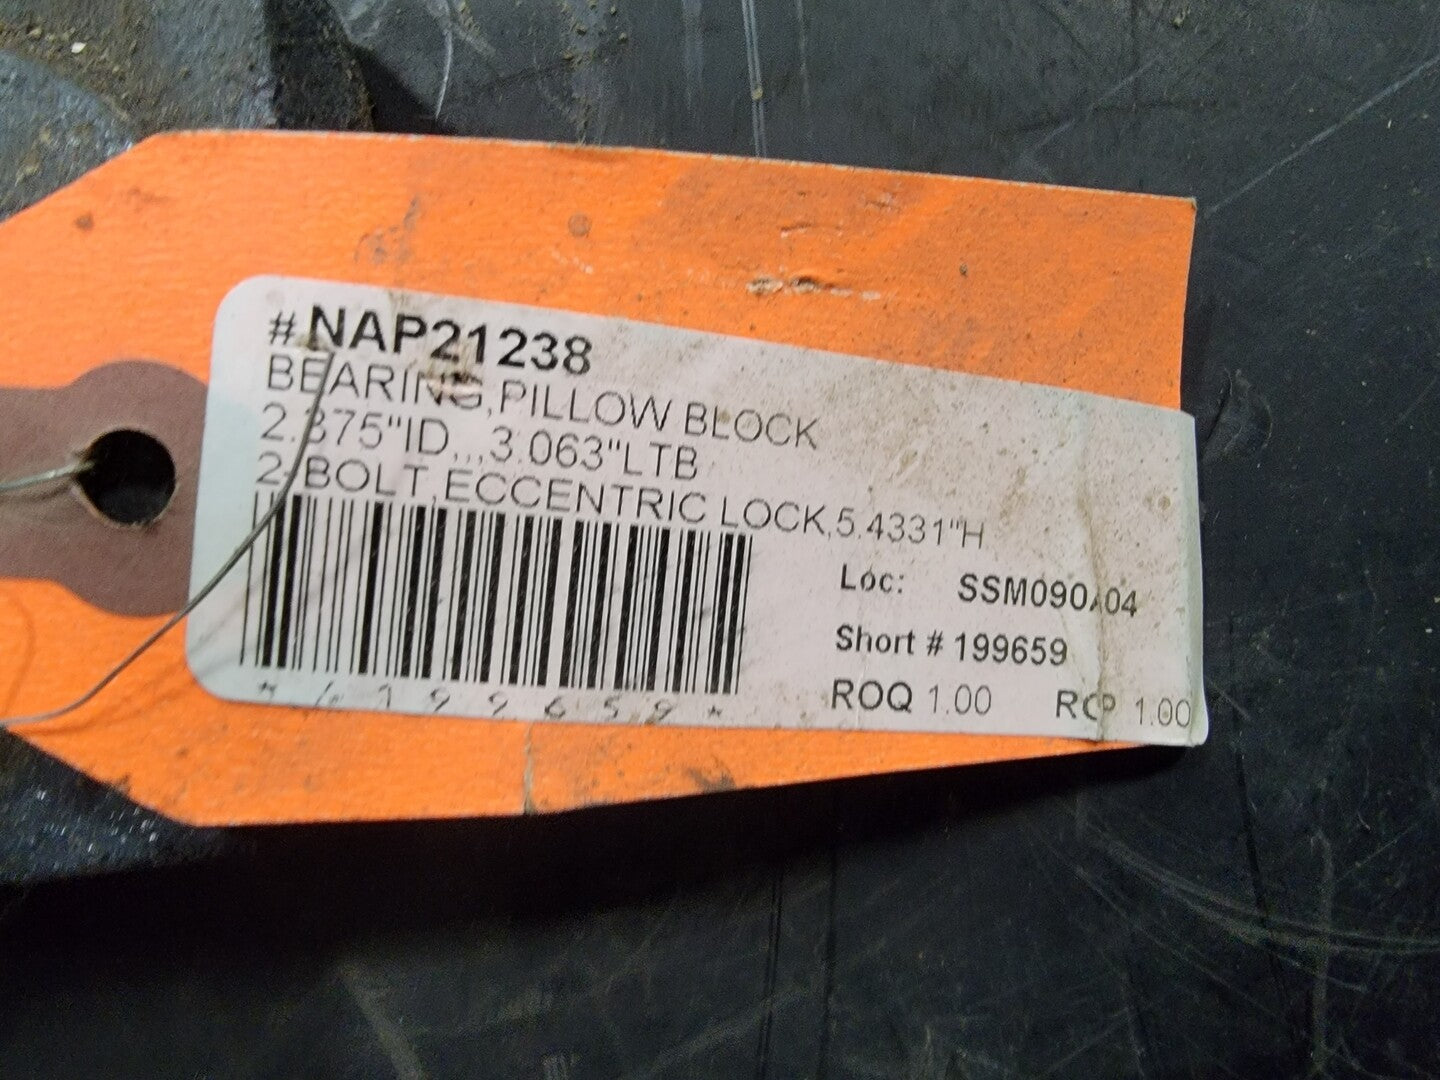 #NAP21238
BEARING,PILLOW BLOCK
2.375"ID,,,3.063"LTB
2-BOLT,ECCENTRIC LOCK,5.4331"H
Loc: SSM090A04
Short # 199659
ROQ 1.00 RCP 1.00